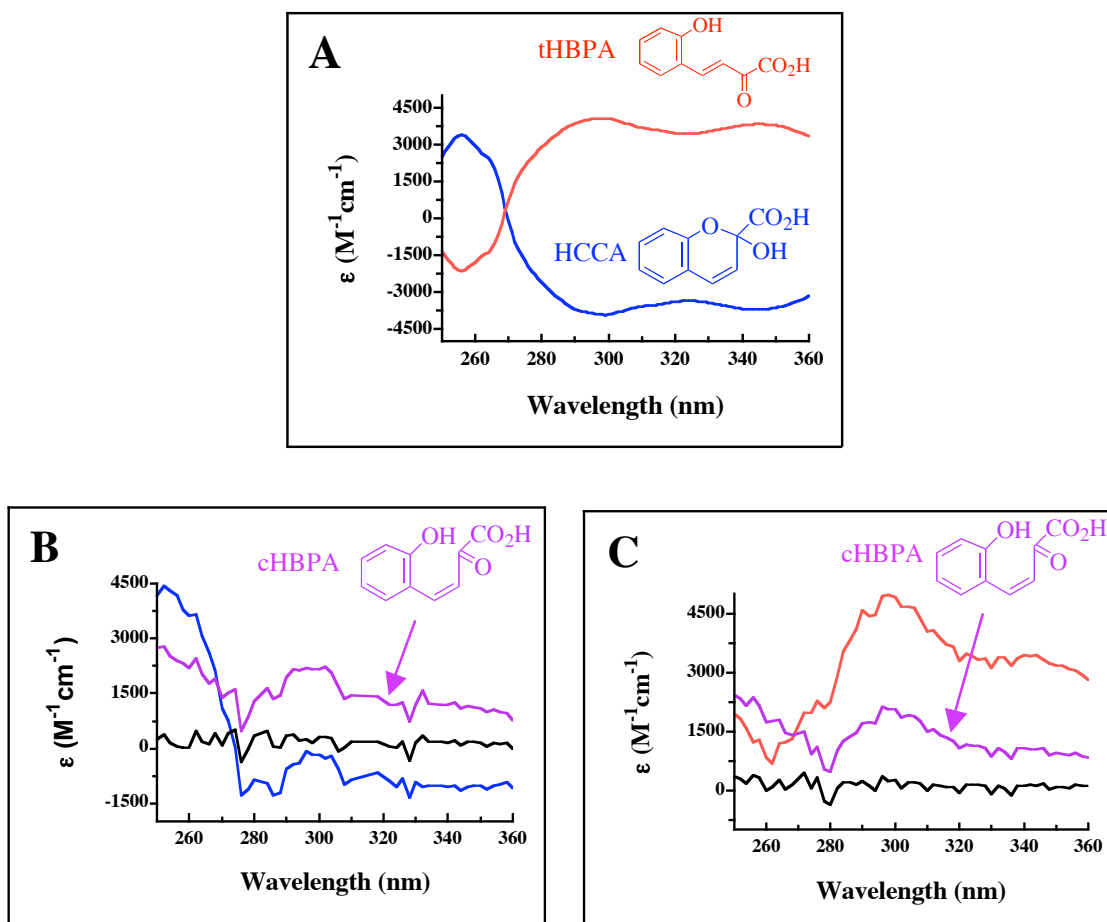 A
tHBPA
OH
CO2H
O
4500
3000
1500
0
-1500
-3000
-4500
ε (M-1cm-1)
HCCA
O
CO2H
OH
260
280
300
320
340
360
Wavelength (nm)
B
cHBPA
OH
CO2H
O
4500
3000
1500
0
-1500
ε (M-1cm-1)
260
280
300
320
340
360
Wavelength (nm)
C
cHBPA
OH
CO2H
O
4500
3000
1500
0
ε (M-1cm-1)
260
280
300
320
340
360
Wavelength (nm)